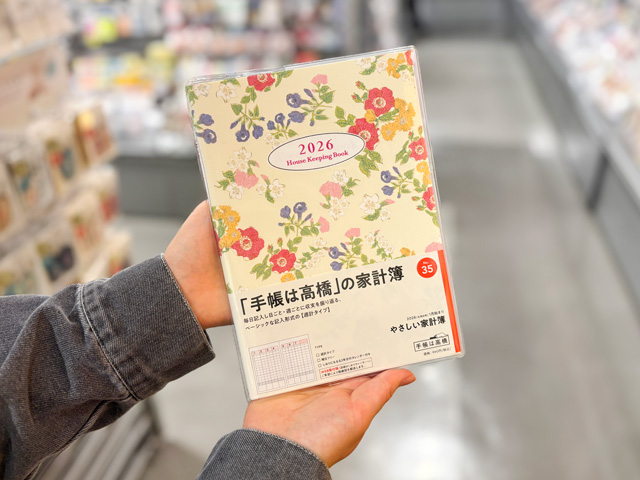 2026
House Keeping Book
No.
35
「手帳は高橋」の家計簿
毎日記入し日ごと・週ごとに収支を振り返る、
ベーシックな記入形式の【週計タイプ】
やさしい家計簿
手帳は高橋
TYPE